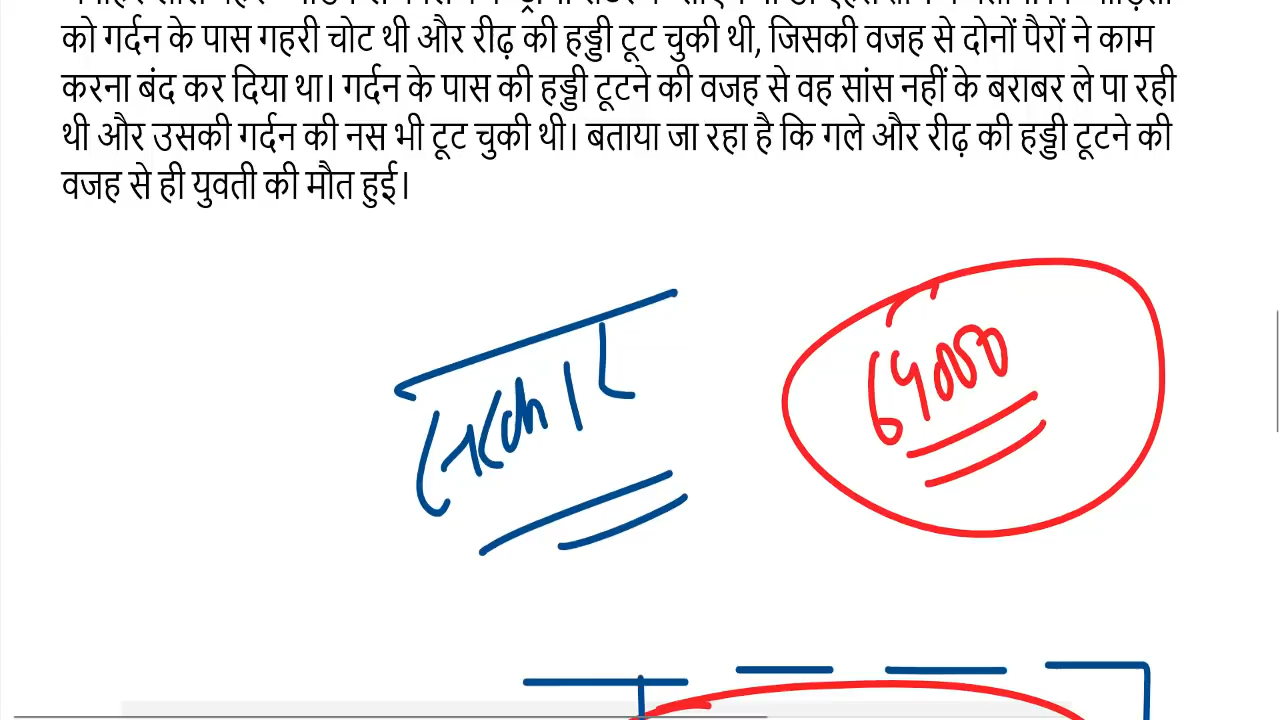 को गर्दन के पास गहरी चोट थी और रीढ़ की हड्डी टूट चुकी थी, जिसकी वजह से दोनों पैरों ने काम
करना बंद कर दिया था। गर्दन के पास की हड्डी टूटने की वजह से वह सांस नहीं के बराबर ले पा रही
थी और उसकी गर्दन की नस भी टूट चुकी थी। बताया जा रहा है कि गले और रीढ़ की हड्डी टूटने की
वजह से ही युवती की मौत हुई।